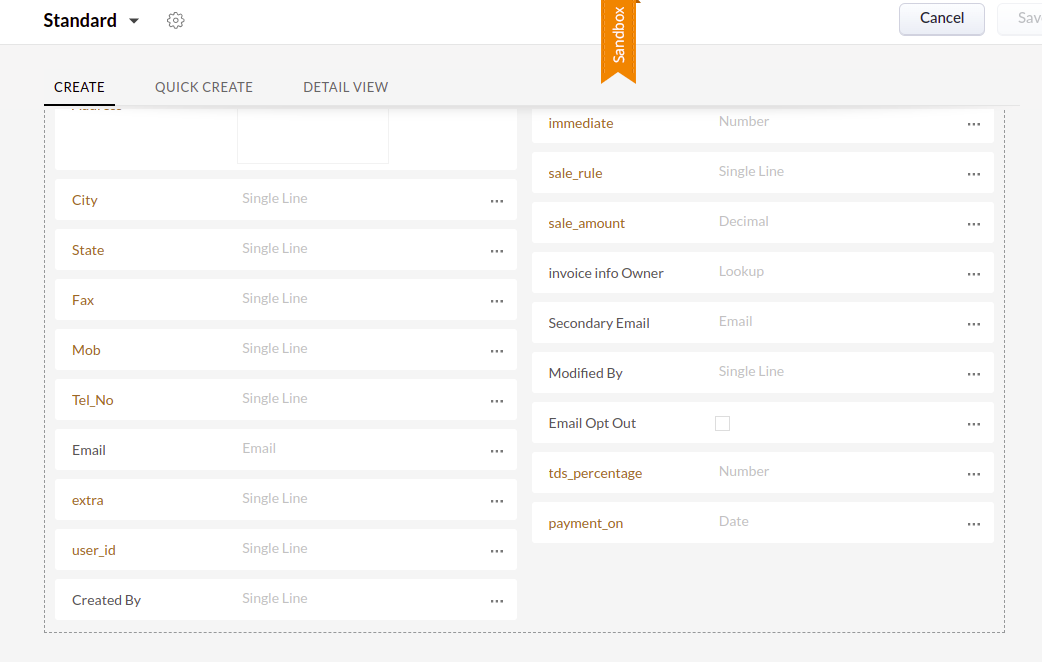 Standard
Cancel
Sav
Sandbox
CREATE
QUICK CREATE
DETAIL VIEW
City
Single Line
State
Single Line
Fax
Single Line
Mob
Single Line
Tel_No
Single Line
Email
Email
extra
Single Line
user_id
Single Line
Created By
Single Line
immediate
Number
sale_rule
Single Line
sale_amount
Decimal
invoice info Owner
Lookup
Secondary Email
Email
Modified By
Single Line
Email Opt Out
tds_percentage
Number
payment_on
Date